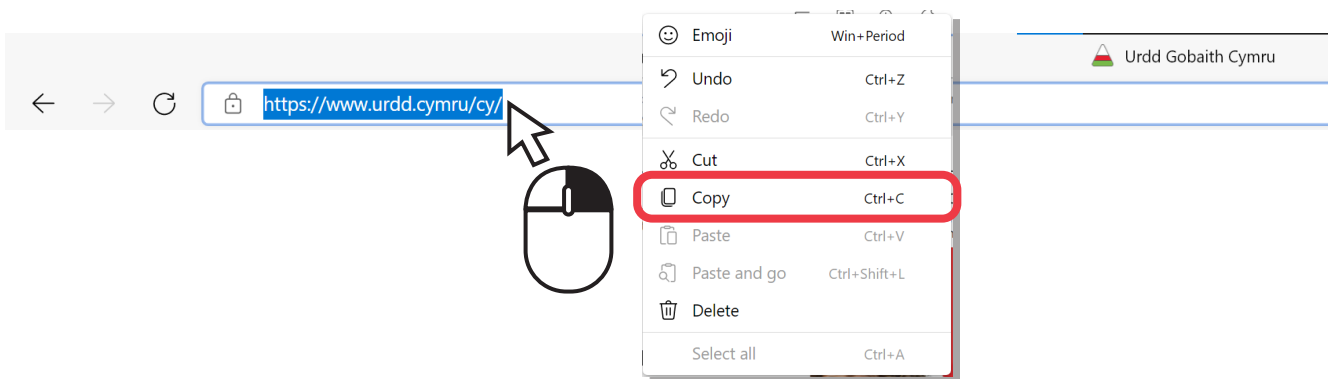 Emoji Win+Period
Urdd Gobaith Cymru
Undo Ctrl+Z
https://www.urdd.cymru/cy/
Redo Ctrl+Y
Cut Ctrl+X
Copy Ctrl+C
Paste Ctrl+V
Paste and go Ctrl+Shift+L
Delete
Select all Ctrl+A